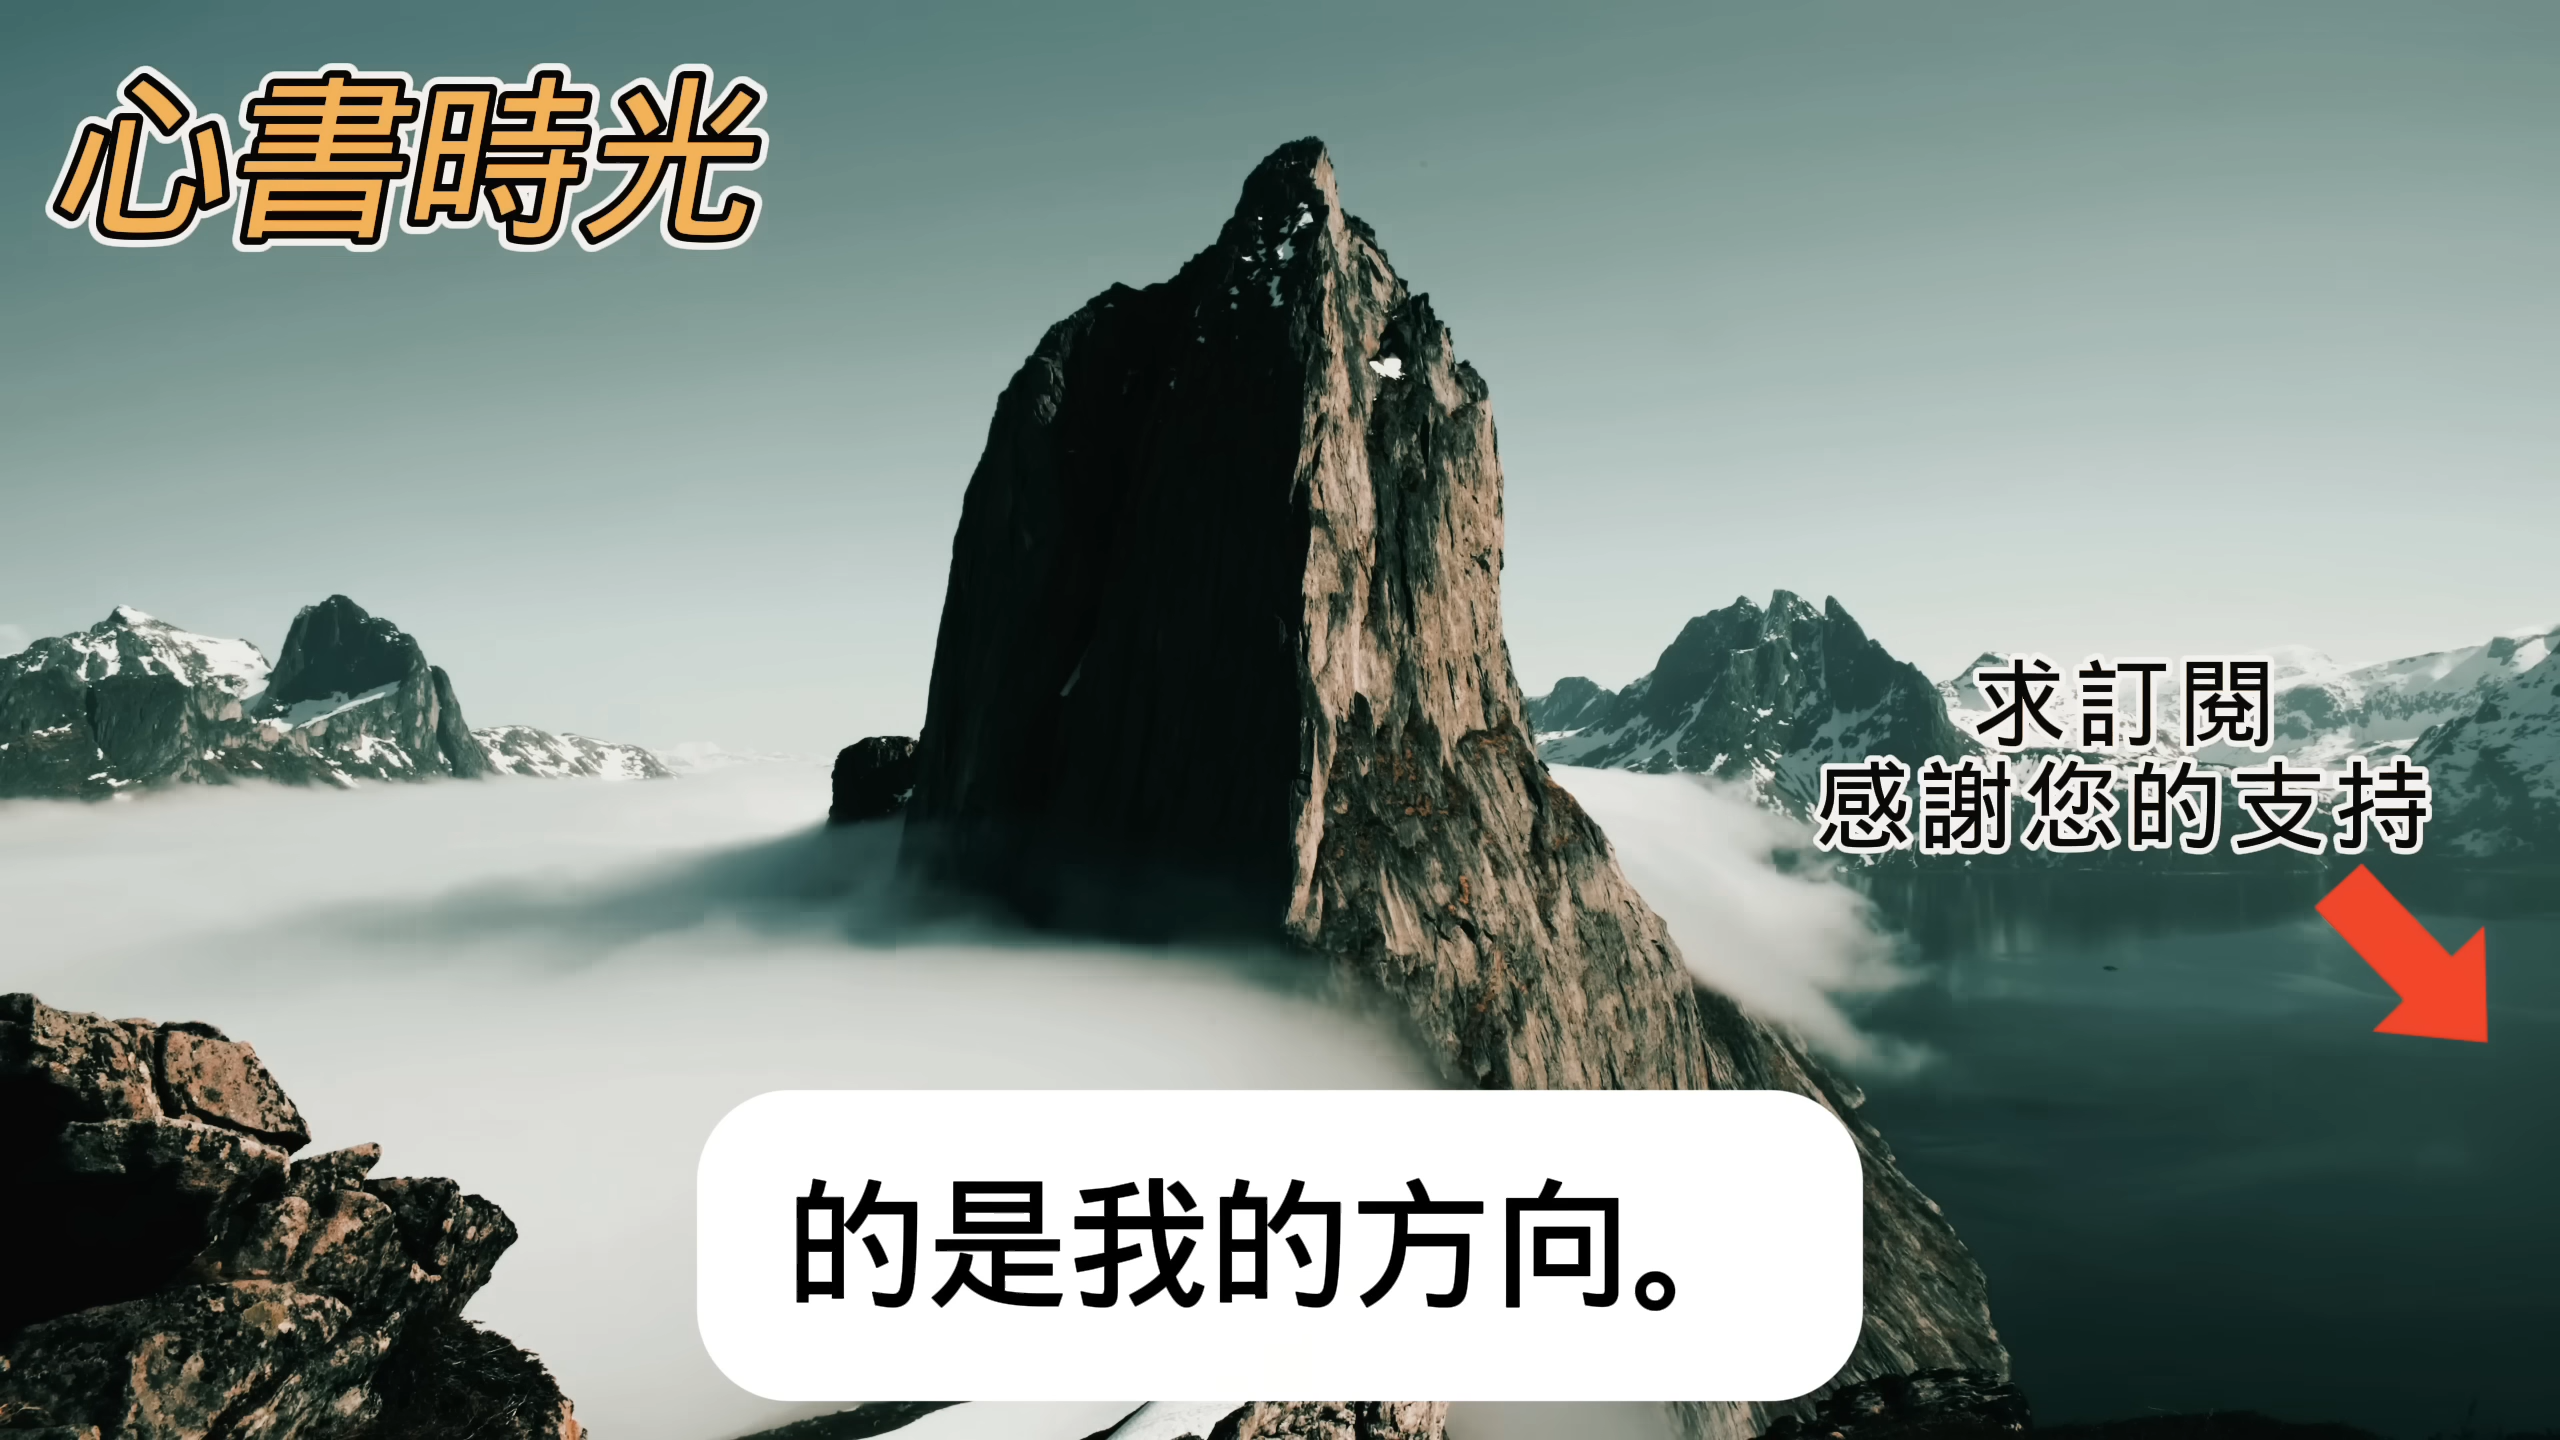 心書時光
求訂閱
感謝您的支持
的是我的方向。